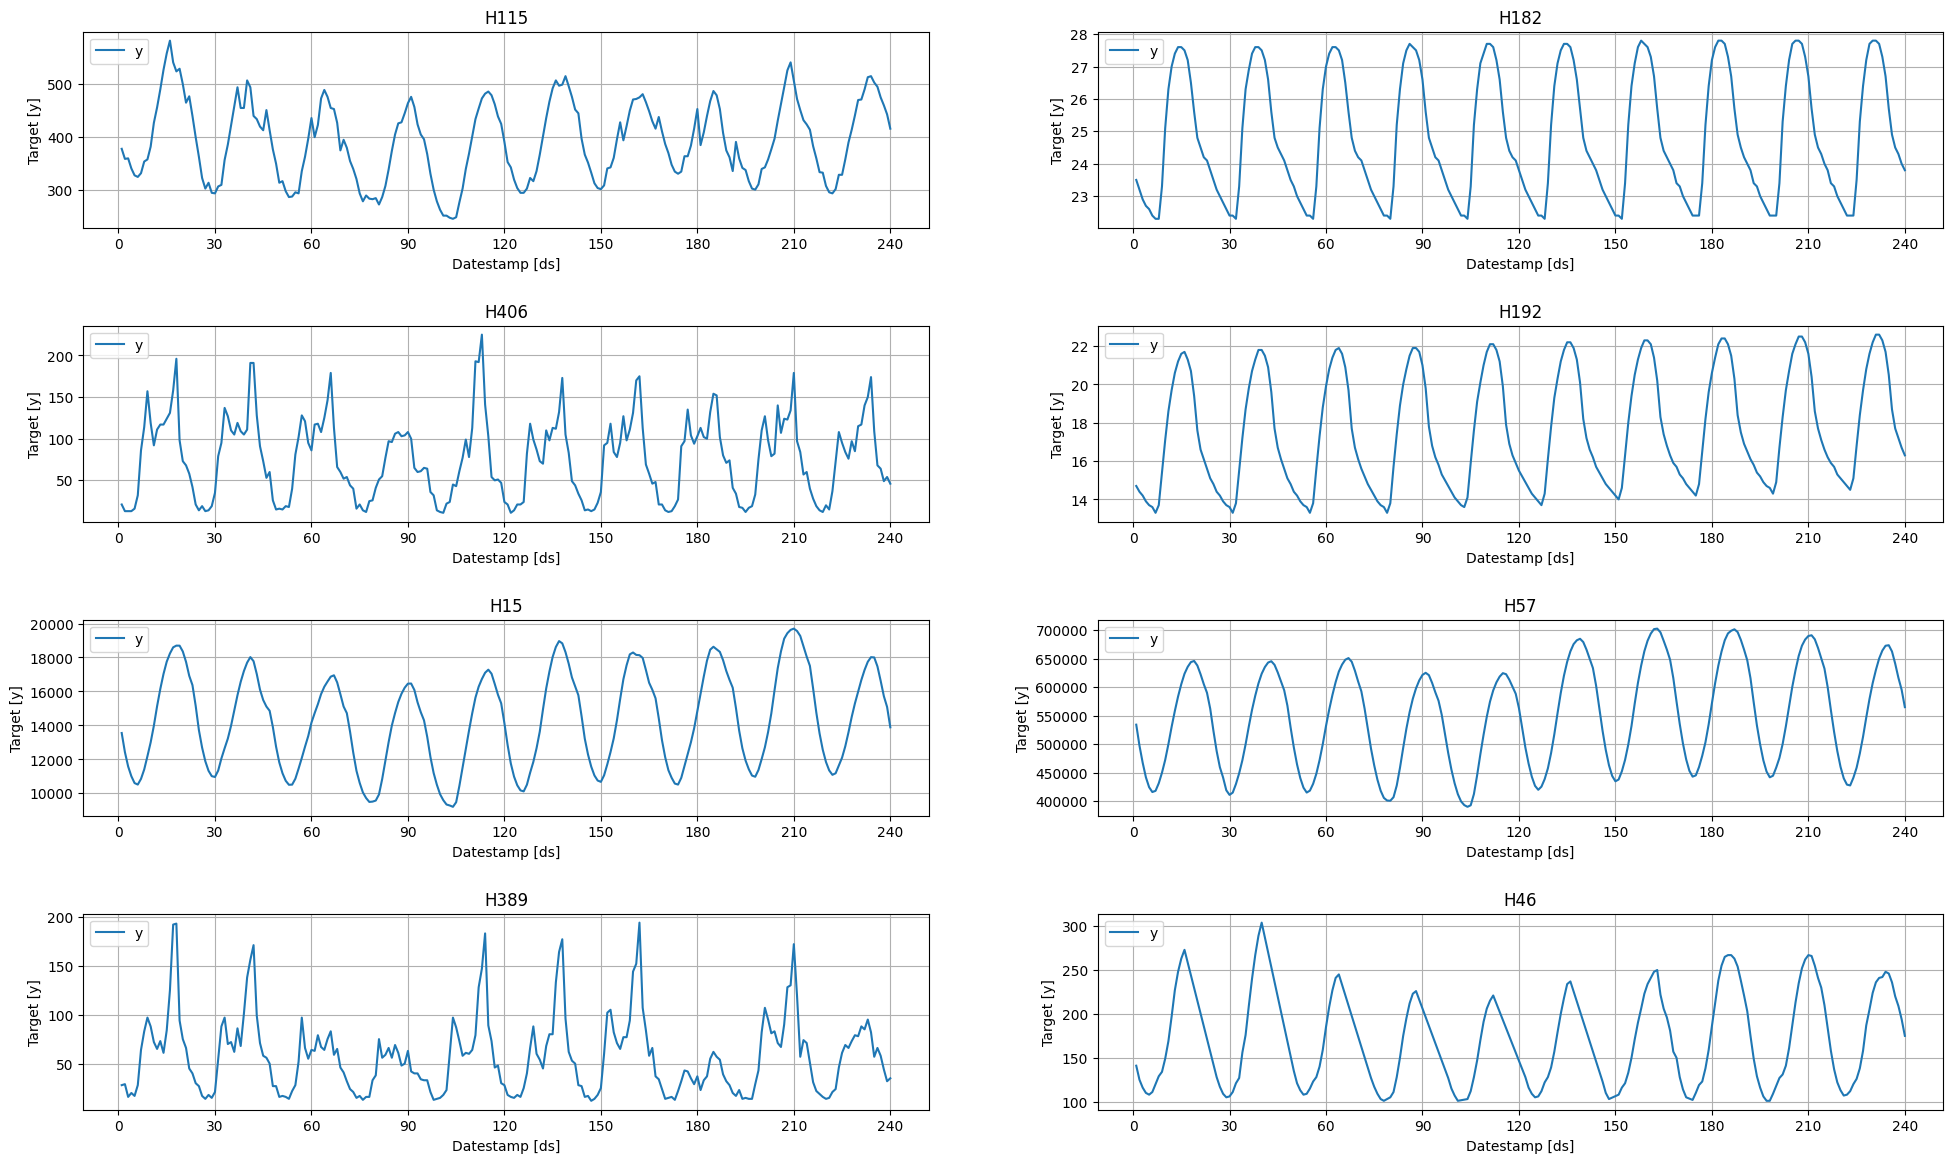 H115
y
500
400
300
Target [y]
0 30 60 90 120 150 180 210 240
Datestamp [ds]
H182
y
28
27
26
25
24
23
Target [y]
0 30 60 90 120 150 180 210 240
Datestamp [ds]
H406
y
200
150
100
50
Target [y]
0 30 60 90 120 150 180 210 240
Datestamp [ds]
H192
y
22
20
18
16
14
Target [y]
0 30 60 90 120 150 180 210 240
Datestamp [ds]
H15
y
20000
18000
16000
14000
12000
10000
Target [y]
0 30 60 90 120 150 180 210 240
Datestamp [ds]
H57
y
700000
650000
600000
550000
500000
450000
400000
Target [y]
0 30 60 90 120 150 180 210 240
Datestamp [ds]
H389
y
200
150
100
50
Target [y]
0 30 60 90 120 150 180 210 240
Datestamp [ds]
H46
y
300
250
200
150
100
Target [y]
0 30 60 90 120 150 180 210 240
Datestamp [ds]